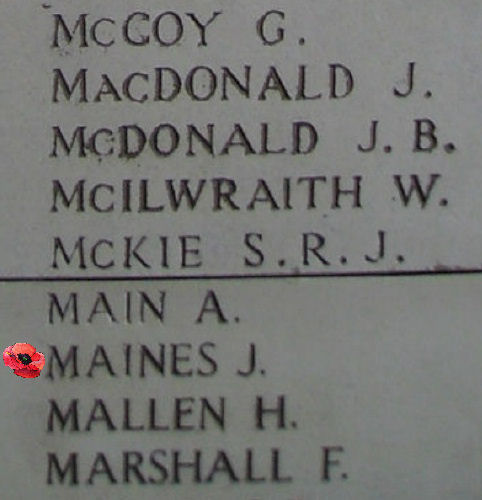 McCOY G.
MacDONALD J.
McDONALD J. B.
McILWRAITH W.
McKIE S.R.J.
MAIN A.
MAINES J.
MALLEN H.
MARSHALL F.